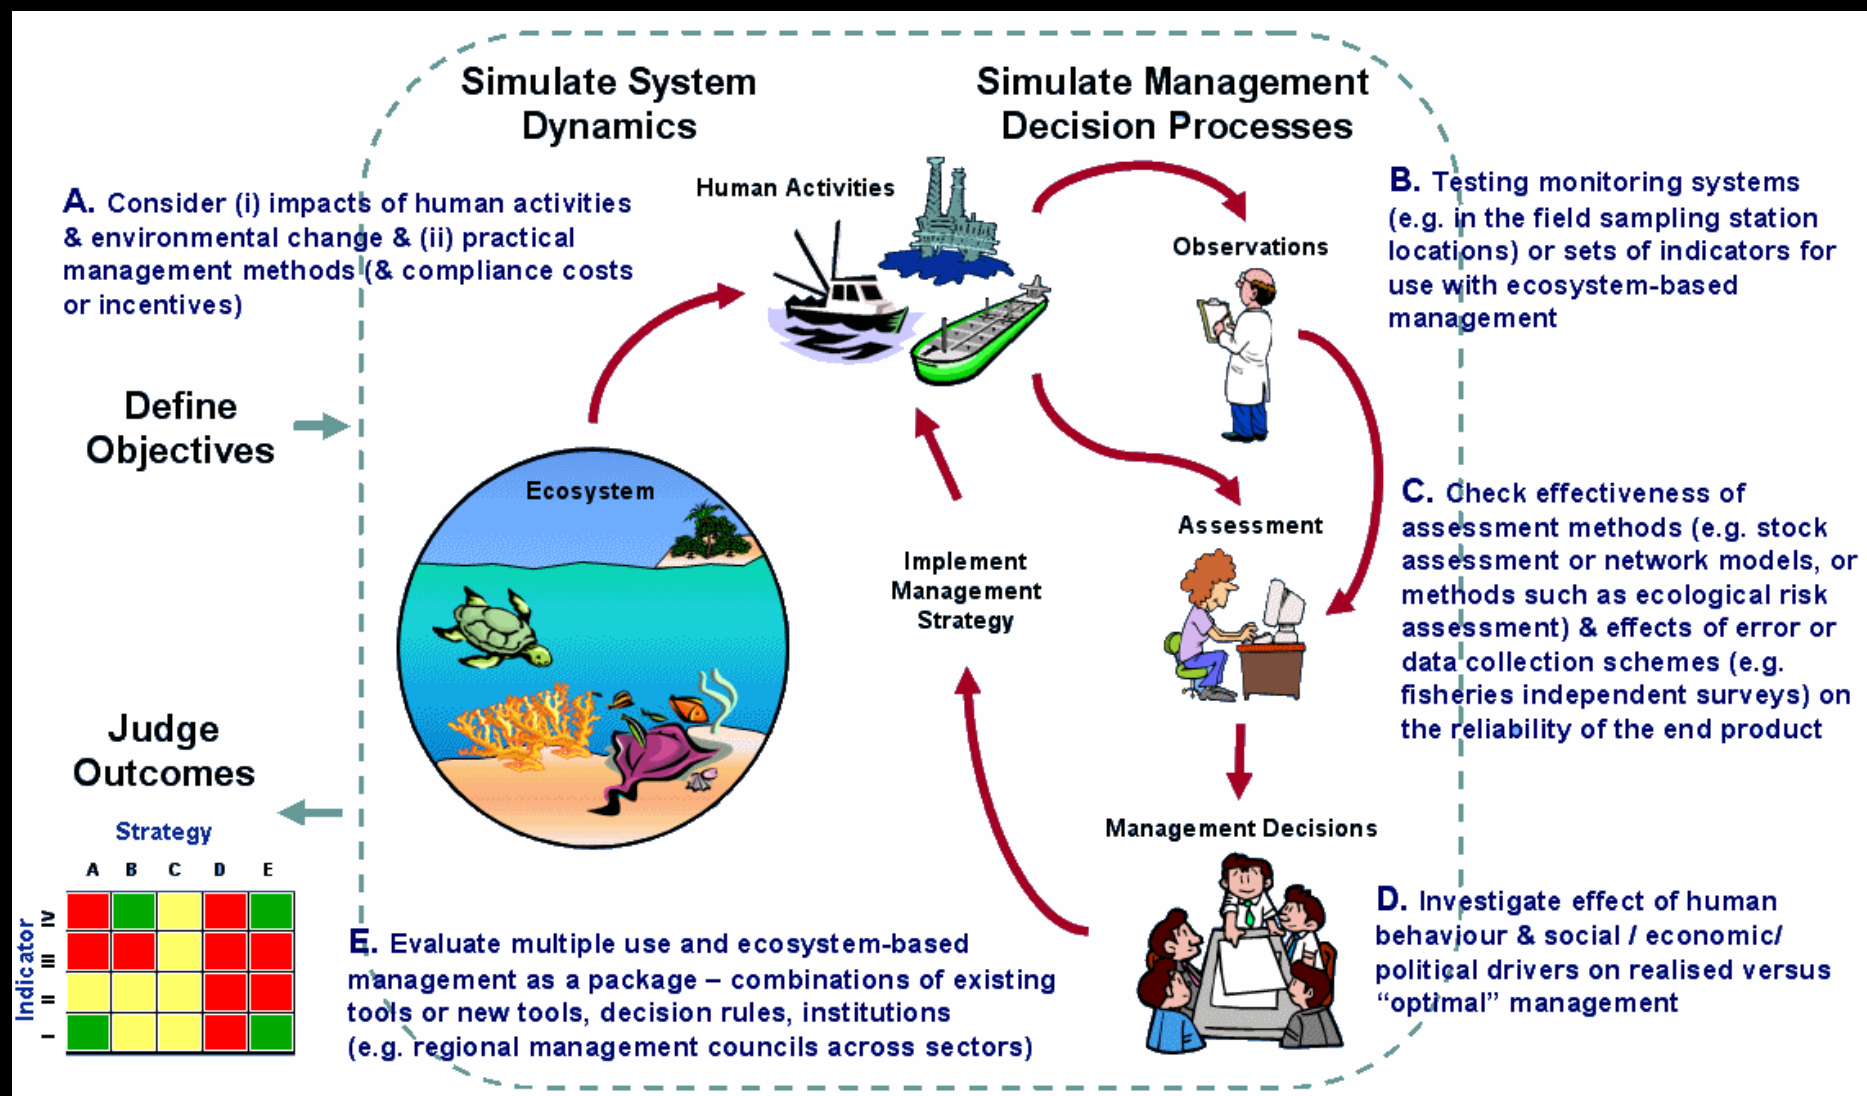 Simulate System
Dynamics
Simulate Management
Decision Processes
A. Consider (i) impacts of human activities
& environmental change & (ii) practical
management methods (& compliance costs
or incentives)
Human Activities
Observations
B. Testing monitoring systems
(e.g. in the field sampling station
locations) or sets of indicators for
use with ecosystem-based
management
Define
Objectives
Ecosystem
Implement
Management
Strategy
Assessment
C. Check effectiveness of
assessment methods (e.g. stock
assessment or network models, or
methods such as ecological risk
assessment) & effects of error or
data collection schemes (e.g.
fisheries independent surveys) on
the reliability of the end product
Judge
Outcomes
Strategy
A B C D E
Indicator
IV
III
II
I
Management Decisions
D. Investigate effect of human
behaviour & social / economic/
political drivers on realised versus
“optimal” management
E. Evaluate multiple use and ecosystem-based
management as a package – combinations of existing
tools or new tools, decision rules, institutions
(e.g. regional management councils across sectors)